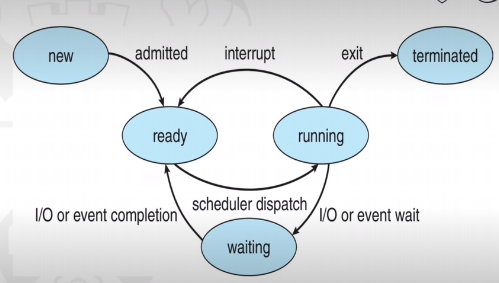 new
admitted
interrupt
exit
terminated
ready
running
I/O or event completion
scheduler dispatch
I/O or event wait
waiting